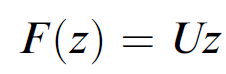 F(z) = Uz